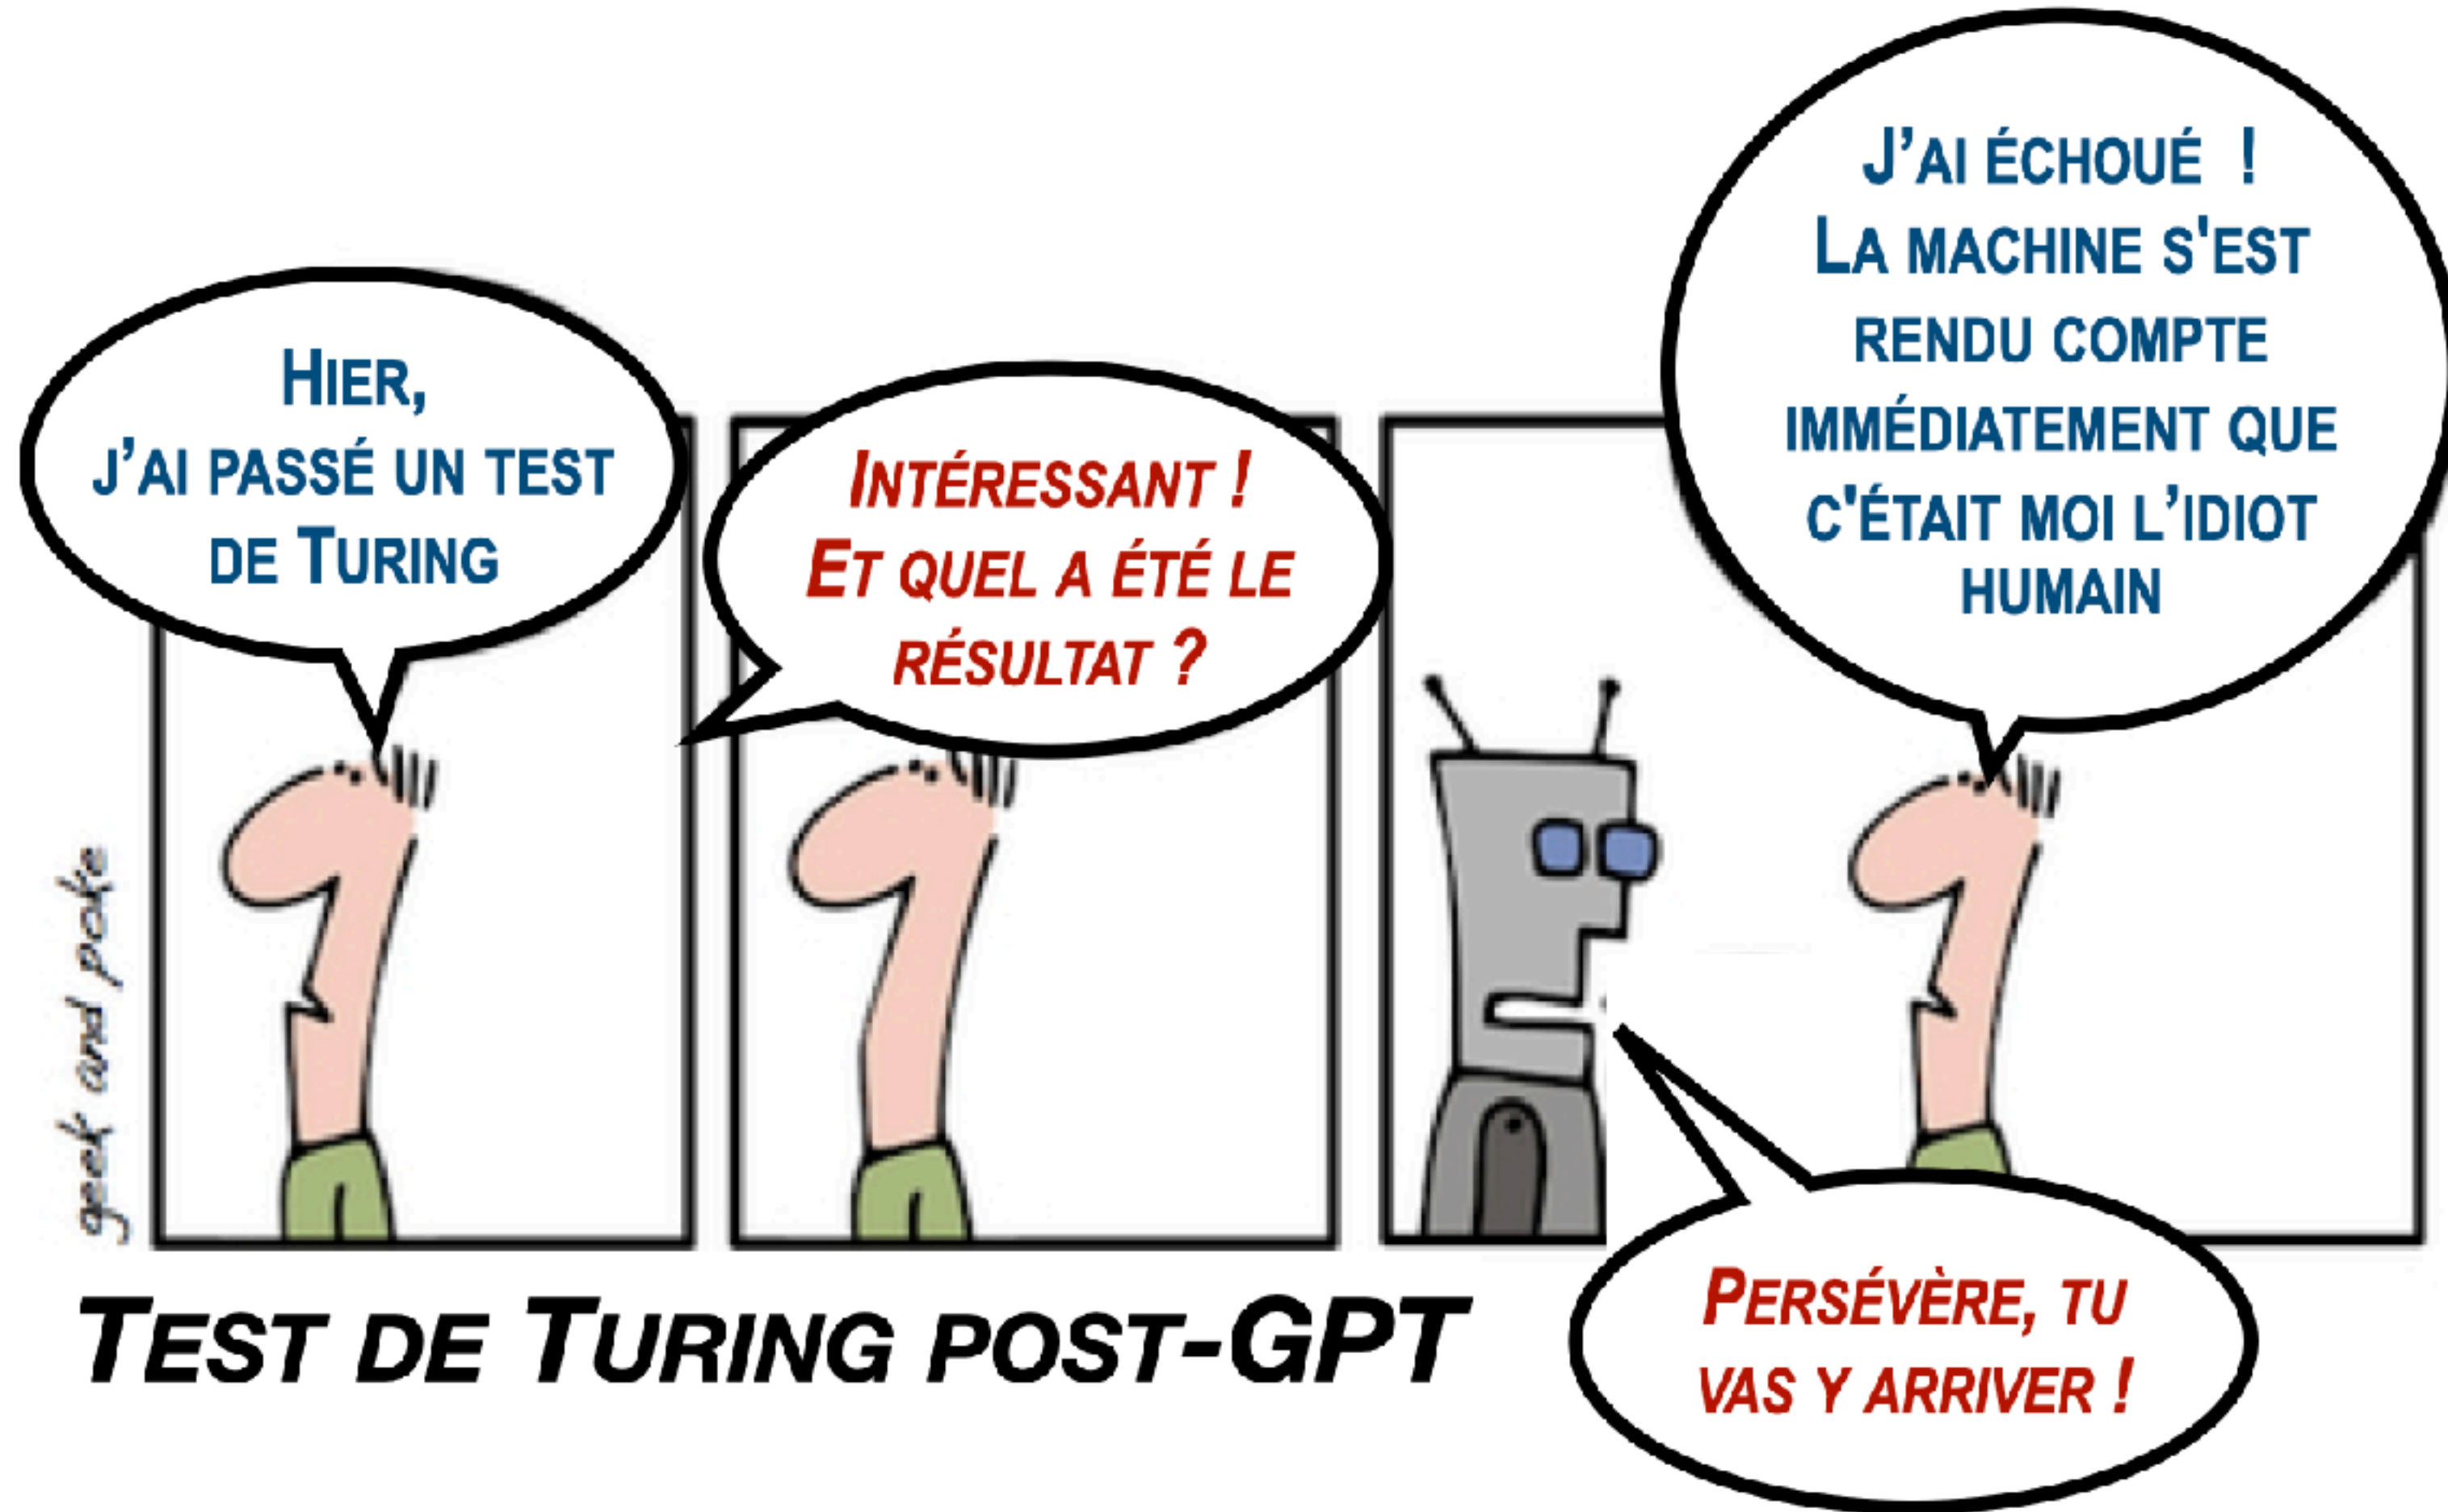 Hier,
j'ai passé un test
de Turing
Intéressant !
Et quel a été le
résultat ?
J'ai échoué !
La machine s'est
rendu compte
immédiatement que
c'était moi l'idiot
humain
Persévère, tu
vas y arriver !
geek and poke
Test de Turing post-GPT